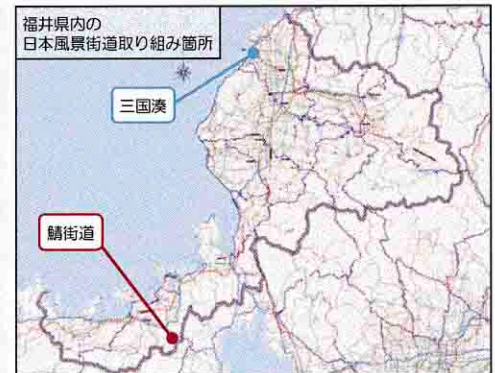 福井県内の
日本風景街道取り組み箇所
三国湊
鯖街道